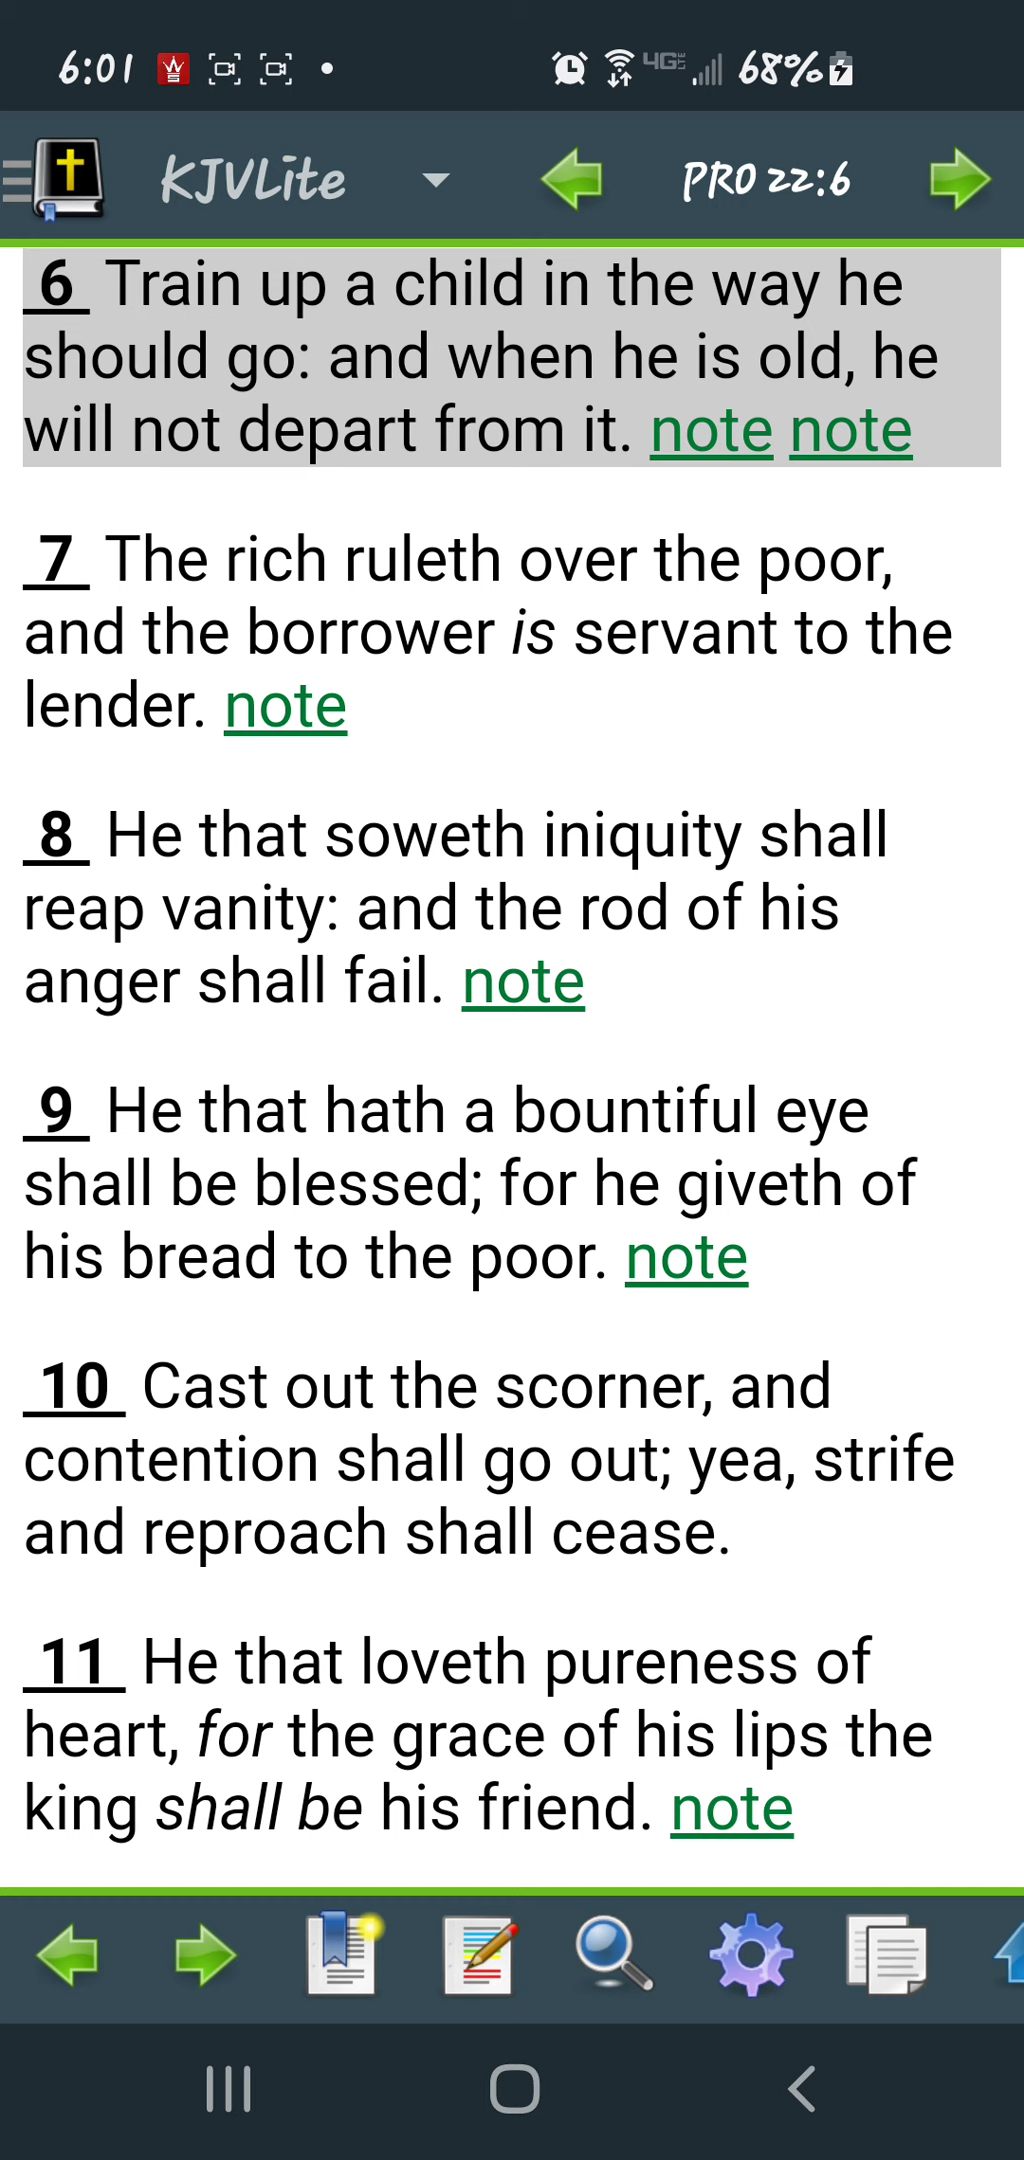 6:01 4GE 68%
KJVLite PRO 22:6
6 Train up a child in the way he
should go: and when he is old, he
will not depart from it. note note
7 The rich ruleth over the poor,
and the borrower is servant to the
lender. note
8 He that soweth iniquity shall
reap vanity: and the rod of his
anger shall fail. note
9 He that hath a bountiful eye
shall be blessed; for he giveth of
his bread to the poor. note
10 Cast out the scorner, and
contention shall go out; yea, strife
and reproach shall cease.
11 He that loveth pureness of
heart, for the grace of his lips the
king shall be his friend. note